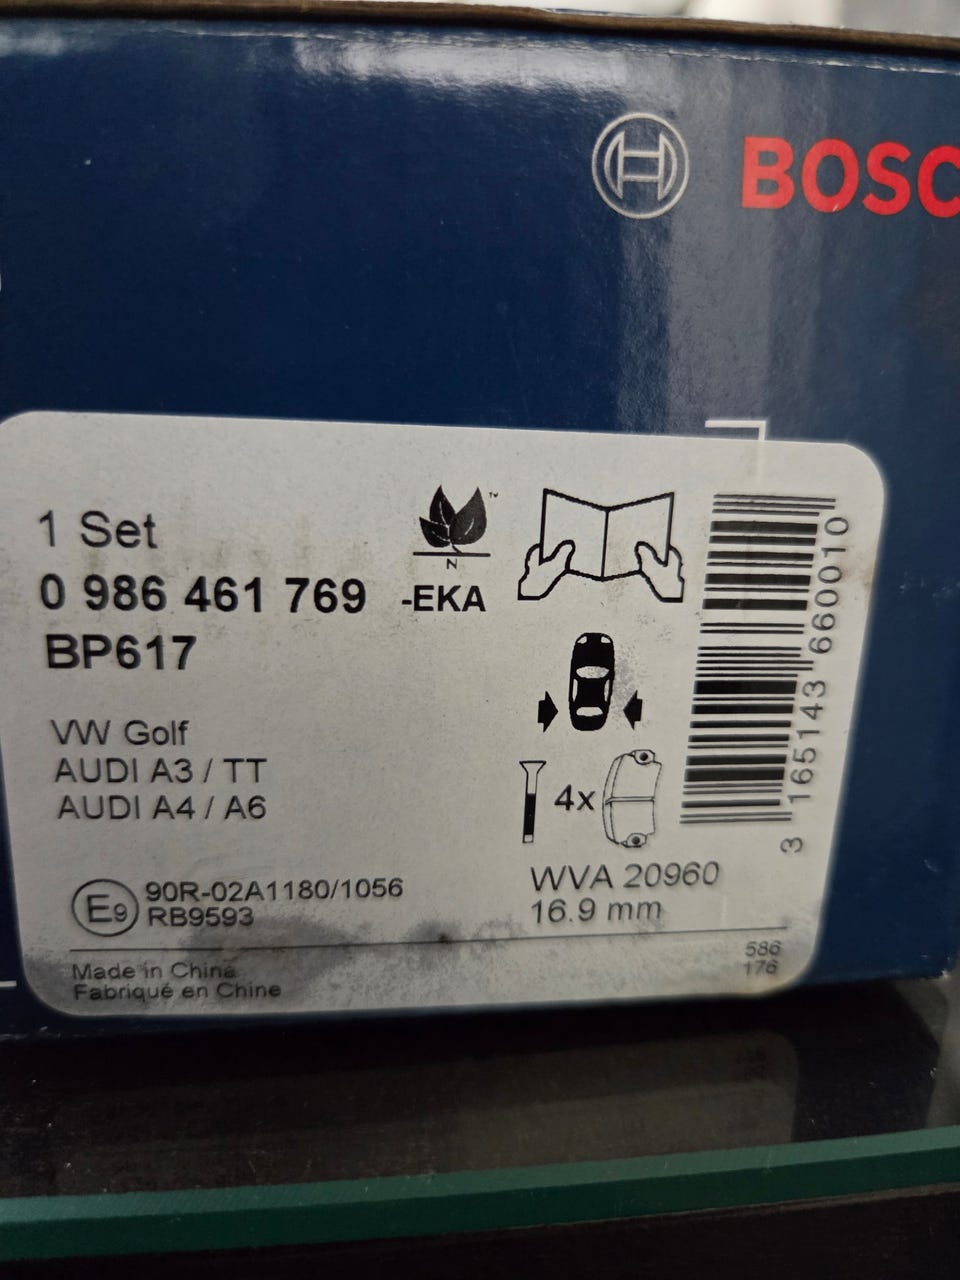 BOSC
1 Set
0 986 461 769 -EKA
BP617
VW Golf
AUDI A3 / TT
AUDI A4 / A6
E9 90R-02A1180/1056
RB9593
Made in China
Fabriqué en Chine
TM
N
4x
WVA 20960
16.9 mm
586
176
3 165143 660010